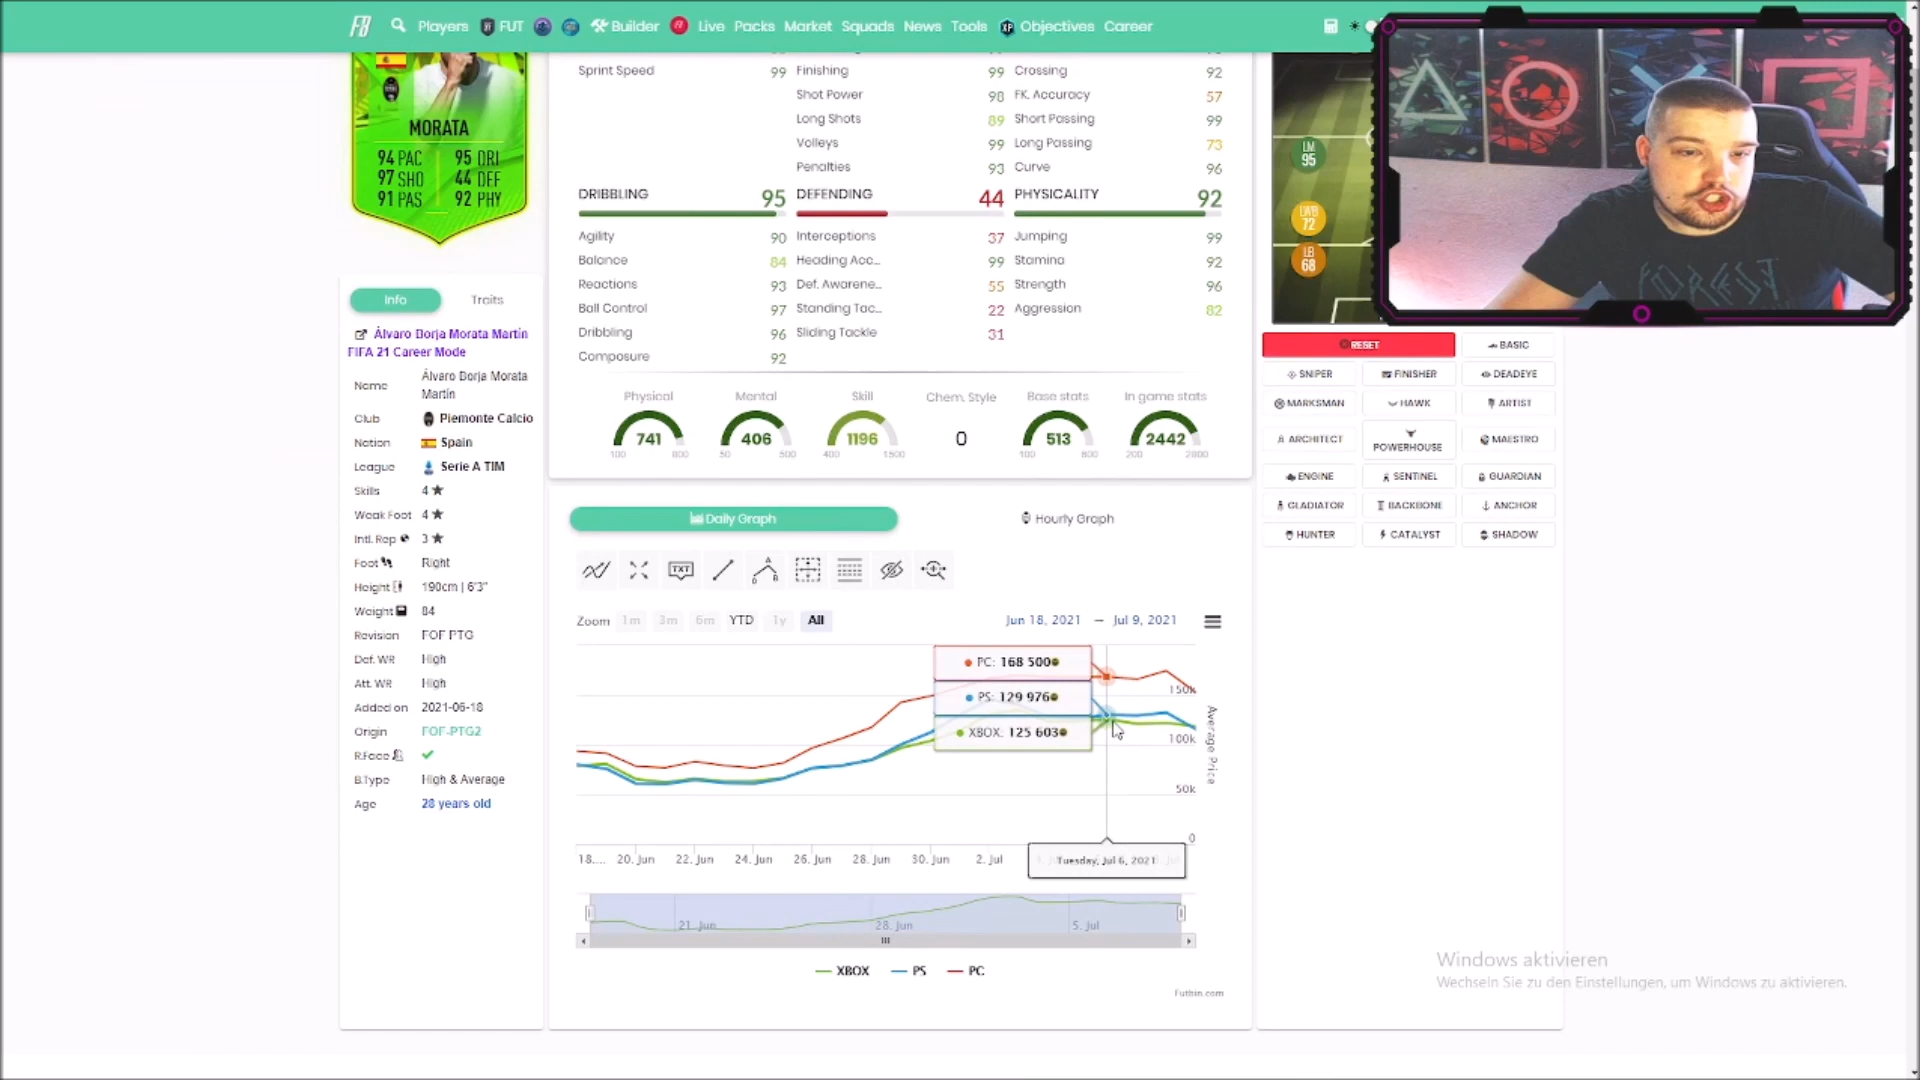 Players FUT Builder Live Packs Market Squads News Tools XP Objectives Career
MORATA
94 PAC 95 DRI
97 SHO 44 DEF
91 PAS 92 PHY
Sprint Speed 99 Finishing 99 Crossing 92
Shot Power 98 FK. Accuracy 57
Long Shots 89 Short Passing 99
Volleys 99 Long Passing 73
Penalties 93 Curve 96
DRIBBLING 95 DEFENDING 44 PHYSICALITY 92
Agility 90 Interceptions 37 Jumping 99
Balance 84 Heading Acc... 99 Stamina 92
Reactions 93 Def. Awarene... 55 Strength 96
Ball Control 97 Standing Tac... 22 Aggression 82
Dribbling 96 Sliding Tackle 31
Composure 92
Physical Mental Skill Chem. Style Base stats In game stats
741 406 1196 0 513 2442
100 800 50 500 400 1500 100 600 200 2800
LM
95
LWB
72
LB
68
FOREST
Info Traits
Álvaro Borja Morata Martín
FIFA 21 Career Mode
Name Álvaro Borja Morata
Martín
Club Piemonte Calcio
Nation Spain
League Serie A TIM
Skills 4
Weak Foot 4
Intl. Rep 3
Foot Right
Height 190cm | 6'3"
Weight 84
Revision FOF PTG
Def. WR High
Att. WR High
Added on 2021-06-18
Origin FOF-PTG2
R.Face
B.Type High & Average
Age 28 years old
RESET BASIC
SNIPER FINISHER DEADEYE
MARKSMAN HAWK ARTIST
ARCHITECT POWERHOUSE MAESTRO
ENGINE SENTINEL GUARDIAN
GLADIATOR BACKBONE ANCHOR
HUNTER CATALYST SHADOW
Daily Graph Hourly Graph
TXT
Zoom 1m 3m 6m YTD 1y All Jun 18, 2021 → Jul 9, 2021
PC: 168 500
PS: 129 976
XBOX: 125 603
150k
100k
50k
0
Average Price
18.... 20. Jun 22. Jun 24. Jun 26. Jun 28. Jun 30. Jun 2. Jul
Tuesday, Jul 6, 2021
21. Jun 28. Jun 5. Jul
XBOX PS PC
Futbin.com
Windows aktivieren
Wechseln Sie zu den Einstellungen, um Windows zu aktivieren.